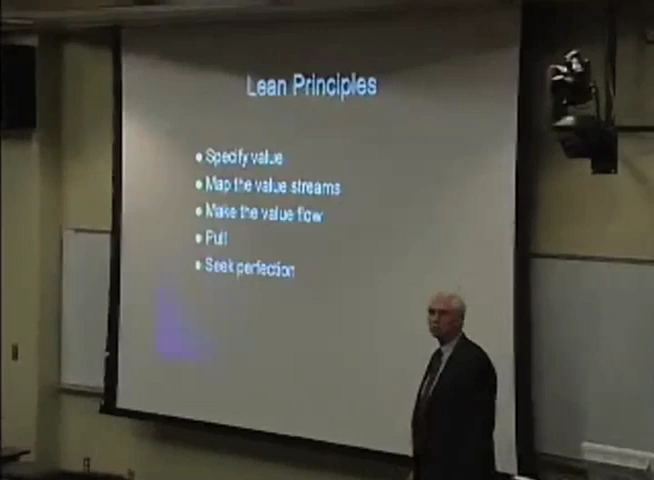 Lean Principles
Specify value
Map the value streams
Make the value flow
Pull
Seek perfection